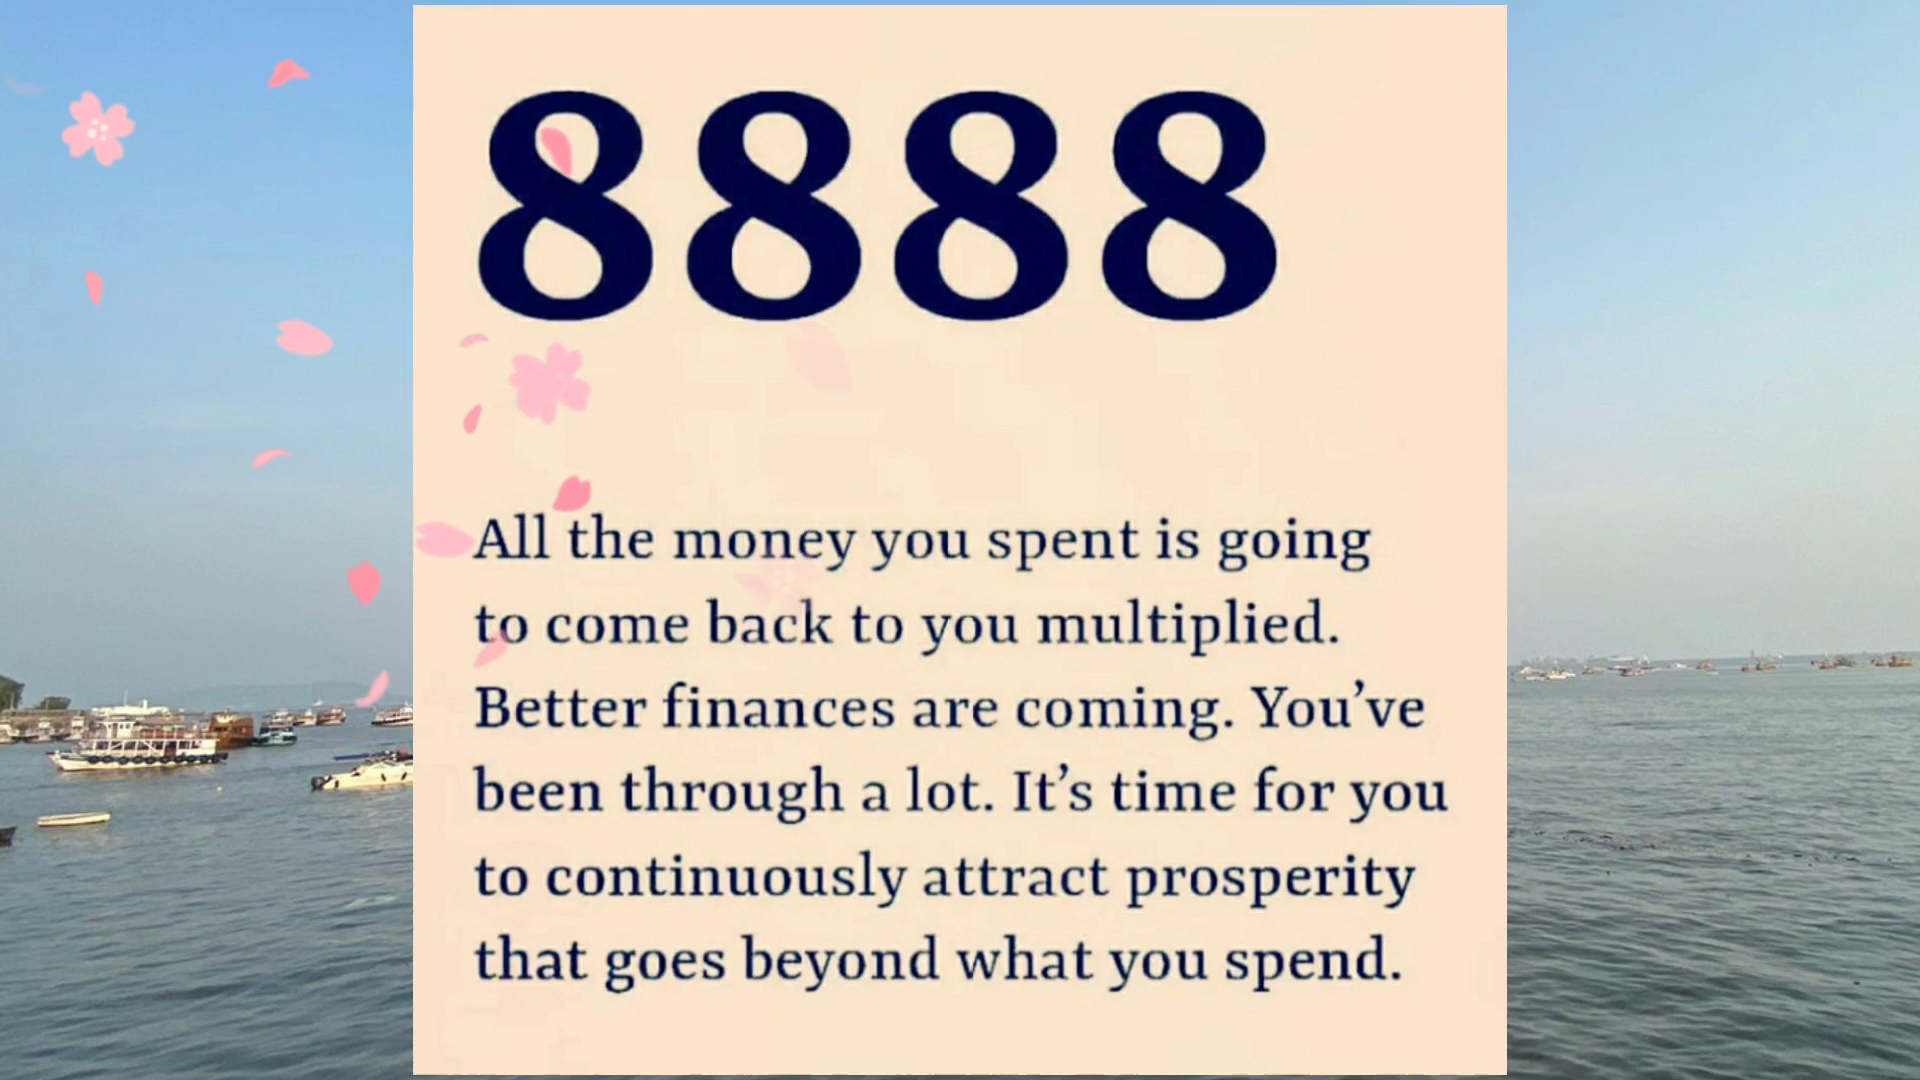 8888
All the money you spent is going
to come back to you multiplied.
Better finances are coming. You’ve
been through a lot. It’s time for you
to continuously attract prosperity
that goes beyond what you spend.